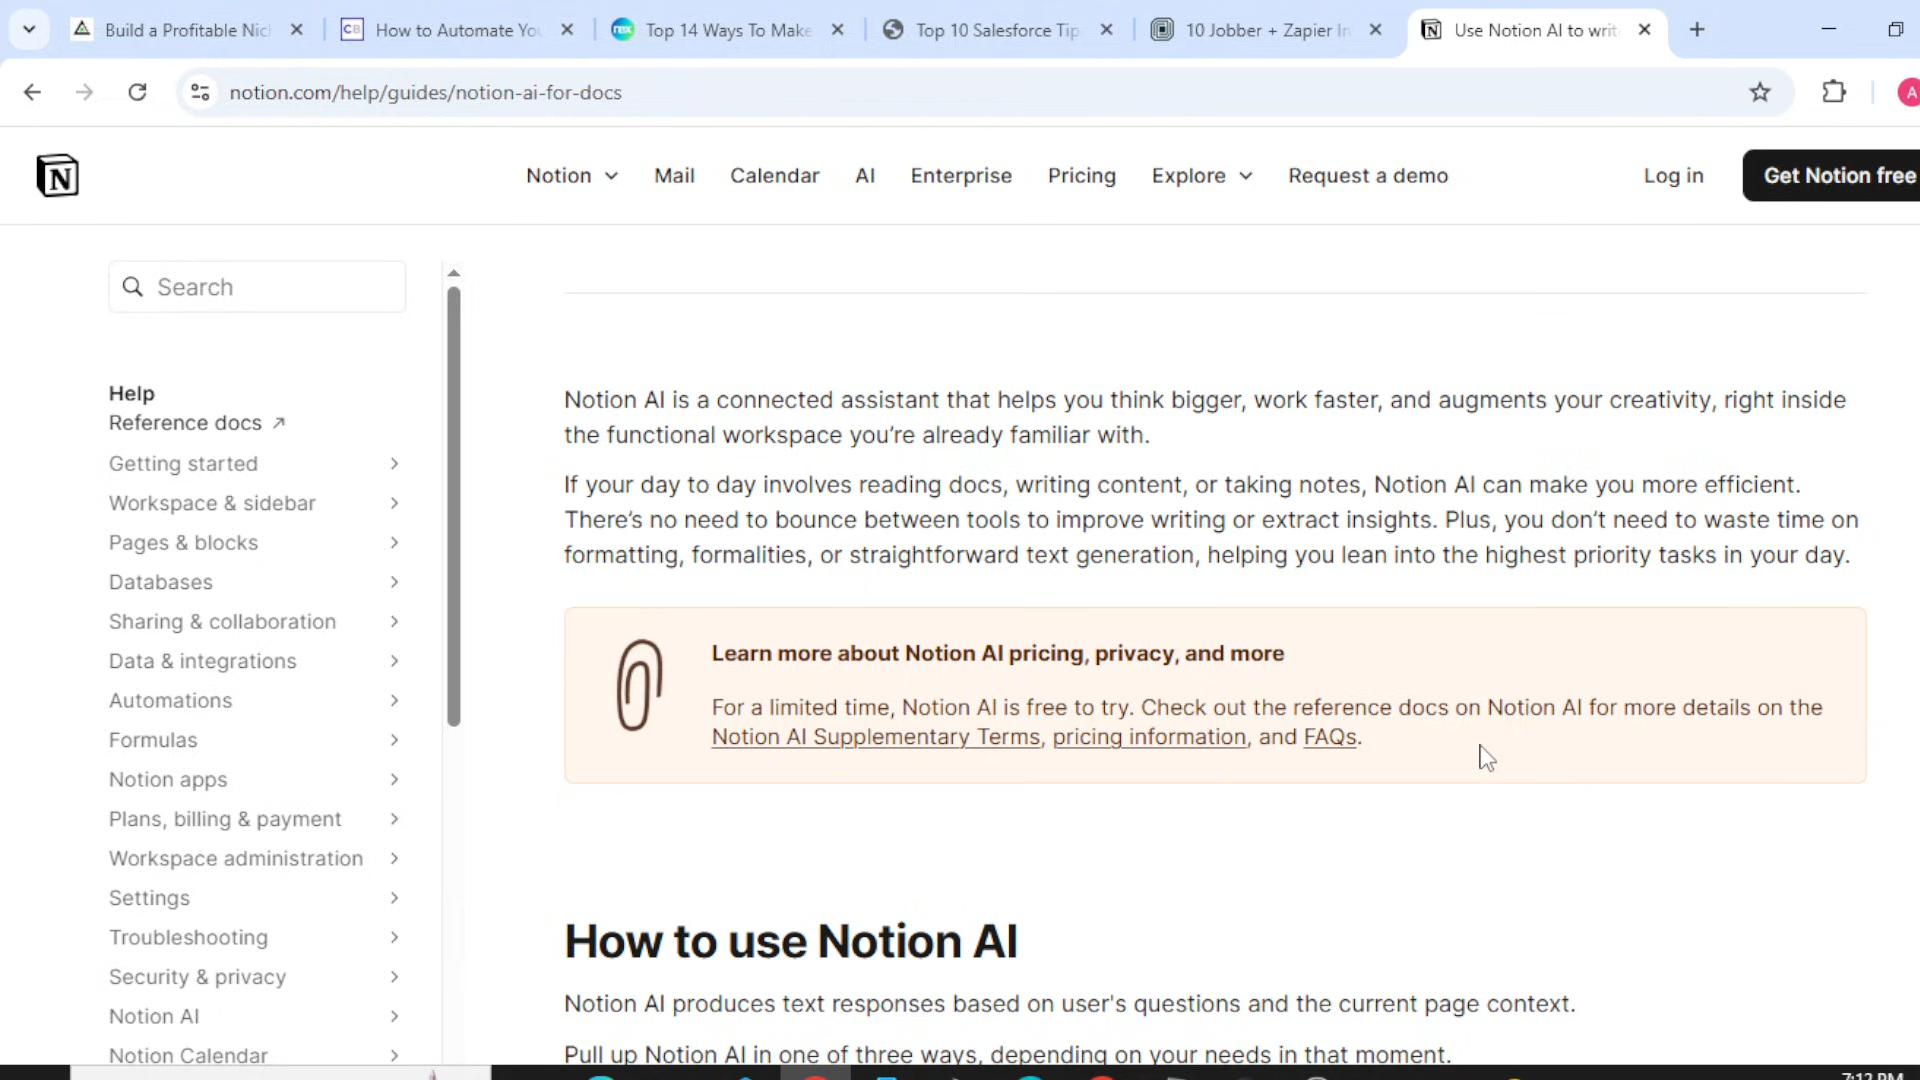 Build a Profitable Nic
CB How to Automate Yo
nex Top 14 Ways To Make
Top 10 Salesforce Tip
10 Jobber + Zapier In
Use Notion AI to writ
notion.com/help/guides/notion-ai-for-docs
A
N
Notion
Mail
Calendar
AI
Enterprise
Pricing
Explore
Request a demo
Log in
Get Notion free
Search
Help
Reference docs ↗
Getting started
Workspace & sidebar
Pages & blocks
Databases
Sharing & collaboration
Data & integrations
Automations
Formulas
Notion apps
Plans, billing & payment
Workspace administration
Settings
Troubleshooting
Security & privacy
Notion AI
Notion Calendar
Notion AI is a connected assistant that helps you think bigger, work faster, and augments your creativity, right inside
the functional workspace you’re already familiar with.
If your day to day involves reading docs, writing content, or taking notes, Notion AI can make you more efficient.
There’s no need to bounce between tools to improve writing or extract insights. Plus, you don’t need to waste time on
formatting, formalities, or straightforward text generation, helping you lean into the highest priority tasks in your day.
Learn more about Notion AI pricing, privacy, and more
For a limited time, Notion AI is free to try. Check out the reference docs on Notion AI for more details on the
Notion AI Supplementary Terms, pricing information, and FAQs.
How to use Notion AI
Notion AI produces text responses based on user's questions and the current page context.
Pull up Notion AI in one of three ways, depending on your needs in that moment.
7:12 PM